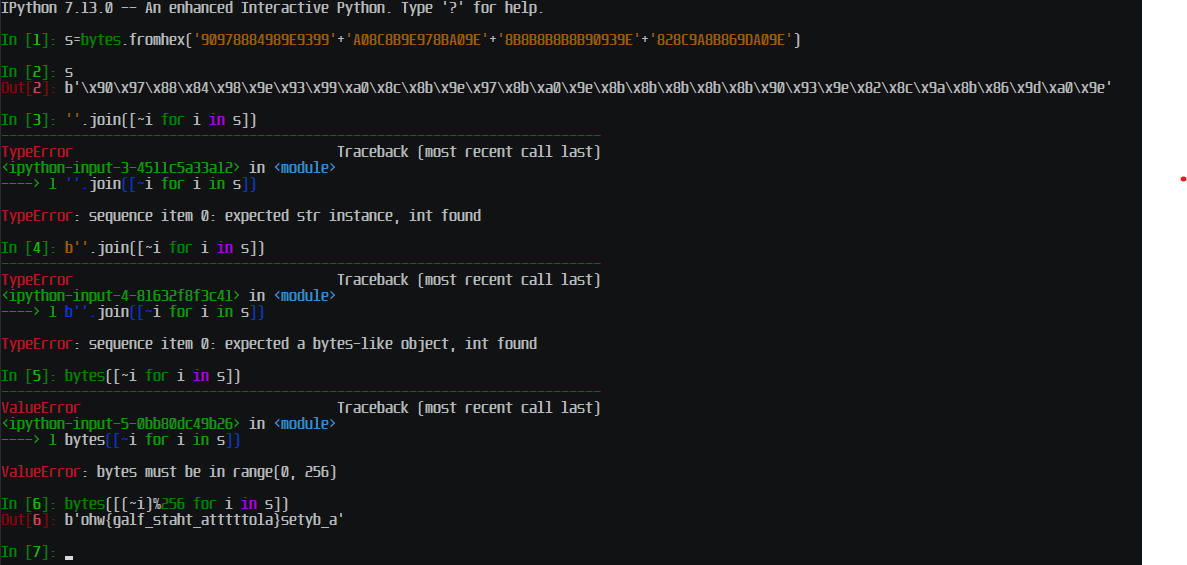 IPython 7.13.0 -- An enhanced Interactive Python. Type '?' for help.
In [1]: s=bytes.fromhex('90978884989E9399'+'A08C8B9E978BA09E'+'8B8B8B8B8B90939E'+'828C9A8B869DA09E')
In [2]: s
Out[2]: b'\x90\x97\x88\x84\x98\x9e\x93\x99\xa0\x8c\x8b\x9e\x97\x8b\xa0\x9e\x8b\x8b\x8b\x8b\x8b\x90\x93\x9e\x82\x8c\x9a\x8b\x86\x9d\xa0\x9e'
In [3]: ''.join([~i for i in s])
---------------------------------------------------------------------------
TypeError                                 Traceback (most recent call last)
<ipython-input-3-4511c5a33a12> in <module>
----> 1 ''.join([~i for i in s])
TypeError: sequence item 0: expected str instance, int found
In [4]: b''.join([~i for i in s])
---------------------------------------------------------------------------
TypeError                                 Traceback (most recent call last)
<ipython-input-4-81632f8f3c41> in <module>
----> 1 b''.join([~i for i in s])
TypeError: sequence item 0: expected a bytes-like object, int found
In [5]: bytes([~i for i in s])
---------------------------------------------------------------------------
ValueError                                Traceback (most recent call last)
<ipython-input-5-0bb80dc49b26> in <module>
----> 1 bytes([~i for i in s])
ValueError: bytes must be in range(0, 256)
In [6]: bytes([(~i)%256 for i in s])
Out[6]: b'ohw{galf_staht_atttttola}setyb_a'
In [7]: